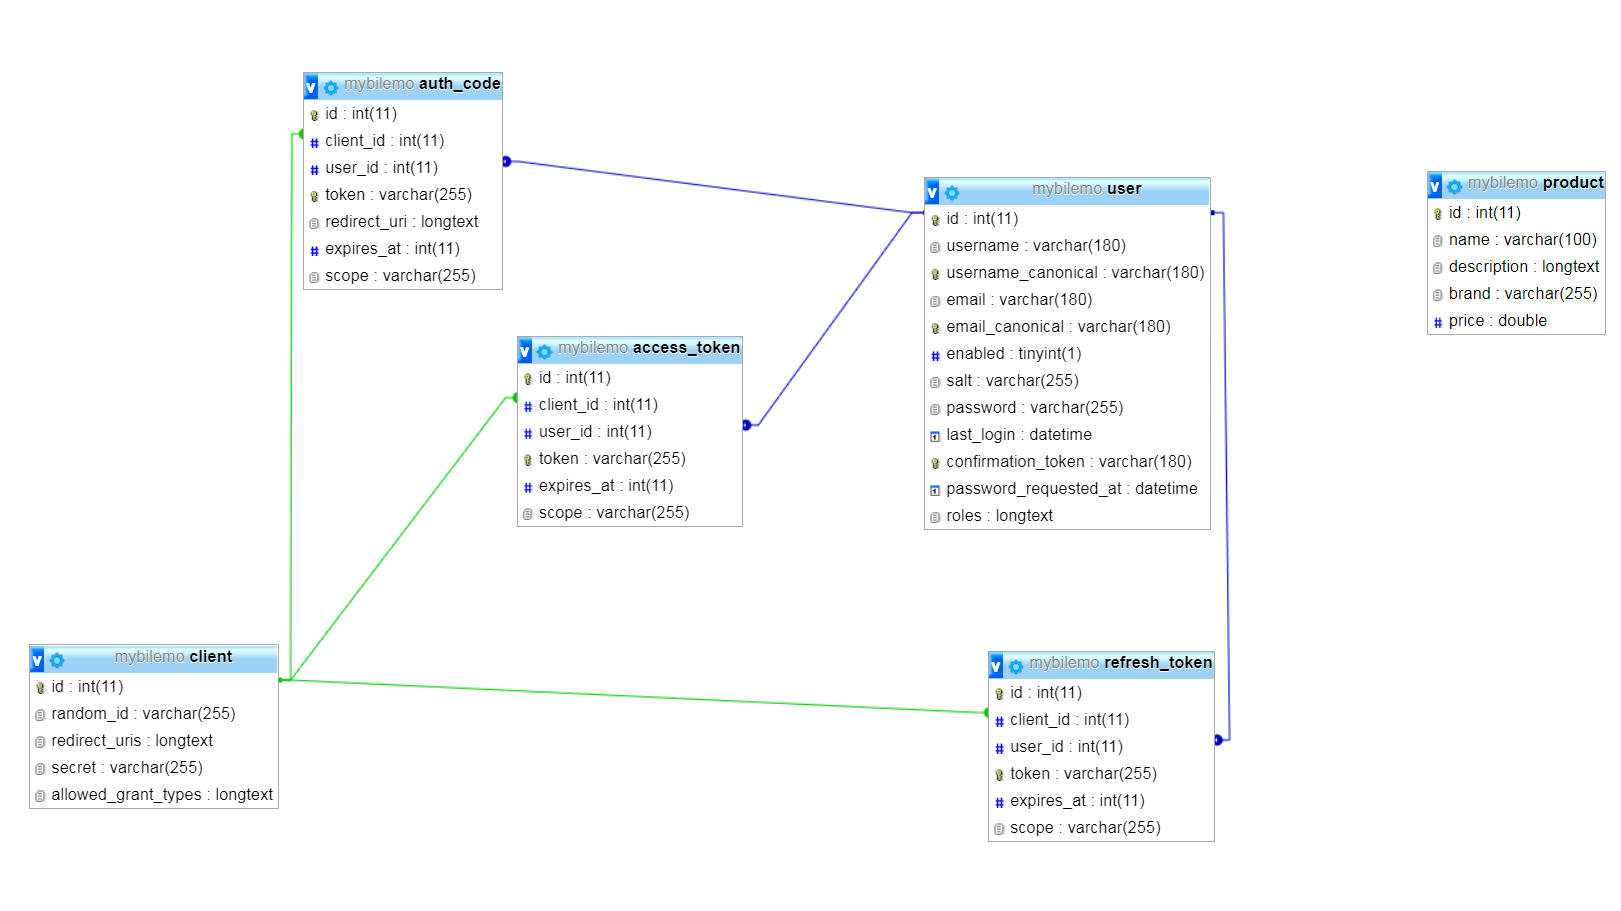 mybilemo auth_code
id : int(11)
client_id : int(11)
user_id : int(11)
token : varchar(255)
redirect_uri : longtext
expires_at : int(11)
scope : varchar(255)
mybilemo access_token
id : int(11)
client_id : int(11)
user_id : int(11)
token : varchar(255)
expires_at : int(11)
scope : varchar(255)
mybilemo user
id : int(11)
username : varchar(180)
username_canonical : varchar(180)
email : varchar(180)
email_canonical : varchar(180)
enabled : tinyint(1)
salt : varchar(255)
password : varchar(255)
last_login : datetime
confirmation_token : varchar(180)
password_requested_at : datetime
roles : longtext
mybilemo product
id : int(11)
name : varchar(100)
description : longtext
brand : varchar(255)
price : double
mybilemo client
id : int(11)
random_id : varchar(255)
redirect_uris : longtext
secret : varchar(255)
allowed_grant_types : longtext
mybilemo refresh_token
id : int(11)
client_id : int(11)
user_id : int(11)
token : varchar(255)
expires_at : int(11)
scope : varchar(255)